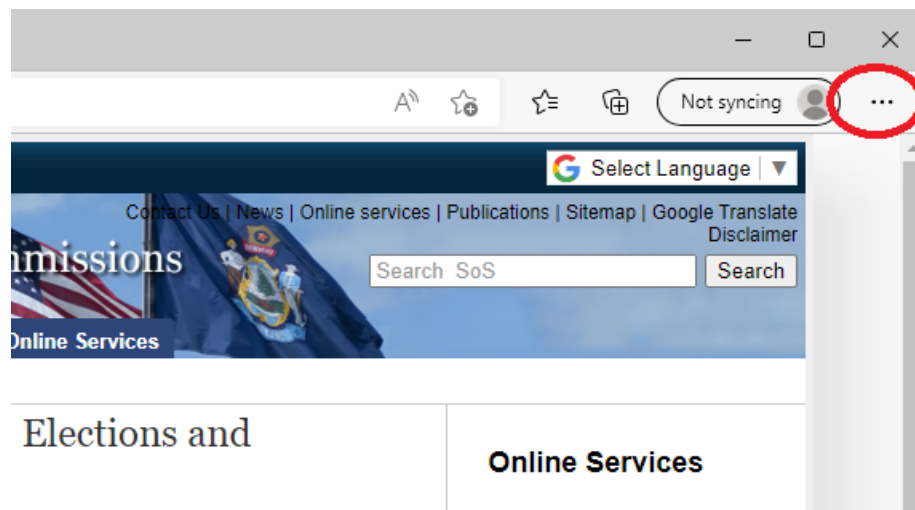 Not syncing
Select Language ▼
Contact Us | News | Online services | Publications | Sitemap | Google Translate
Disclaimer
Search SoS
Search
mmissions
Online Services
Elections and
Online Services